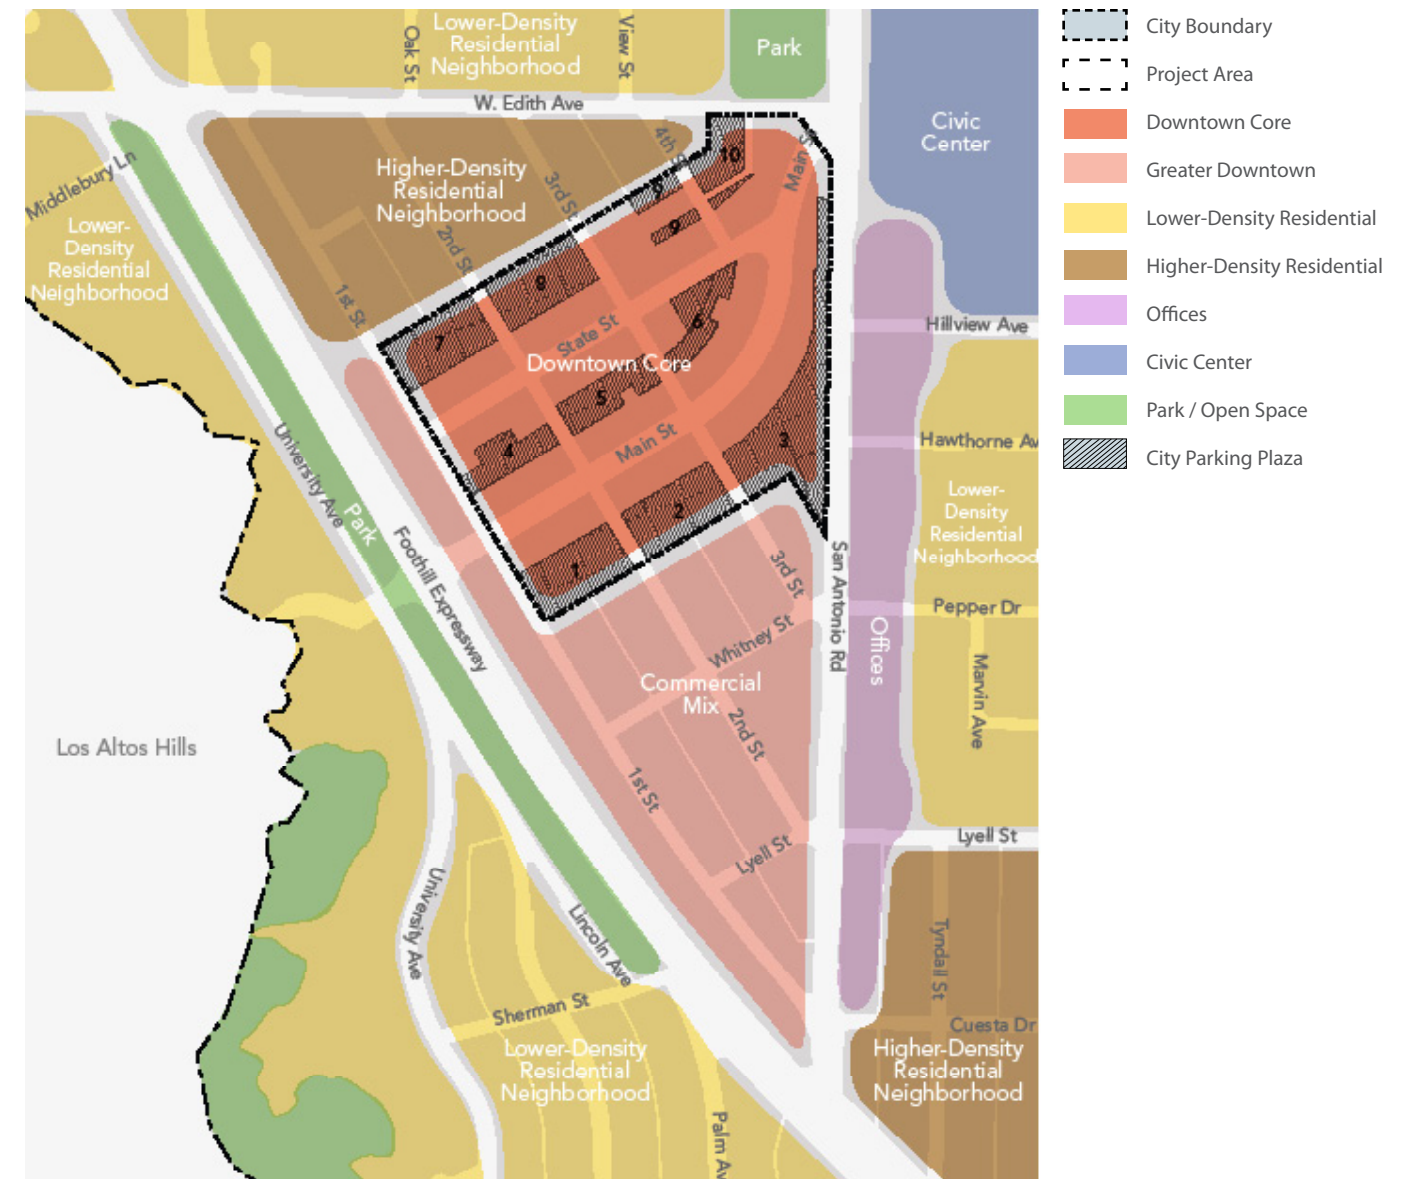 Lower-Density
Residential
Neighborhood
Oak St
View St
Park
W. Edith Ave
Civic
Center
Middlebury Ln
Higher-Density
Residential
Neighborhood
4th S
Main S
10
9
9
3rd St
2nd St
1st St
Lower-
Density
Residential
Neighborhood
8
7
State St
6
Downtown Core
5
Main St
4
3
2
1
Hillview Ave
Hawthorne Av
Lower-
Density
Residential
Neighborhood
Pepper Dr
Marvin Ave
University Ave
Park
Foothill Expressway
San Antonio Rd
Offices
3rd St
Whitney St
Commercial
Mix
2nd St
1st St
Lyell St
Lyell St
Los Altos Hills
University Ave
Lincoln Ave
Sherman St
Lower-Density
Residential
Neighborhood
Palm Av
Tyndall St
Cuesta Dr
Higher-Density
Residential
Neighborhood
City Boundary
Project Area
Downtown Core
Greater Downtown
Lower-Density Residential
Higher-Density Residential
Offices
Civic Center
Park / Open Space
City Parking Plaza